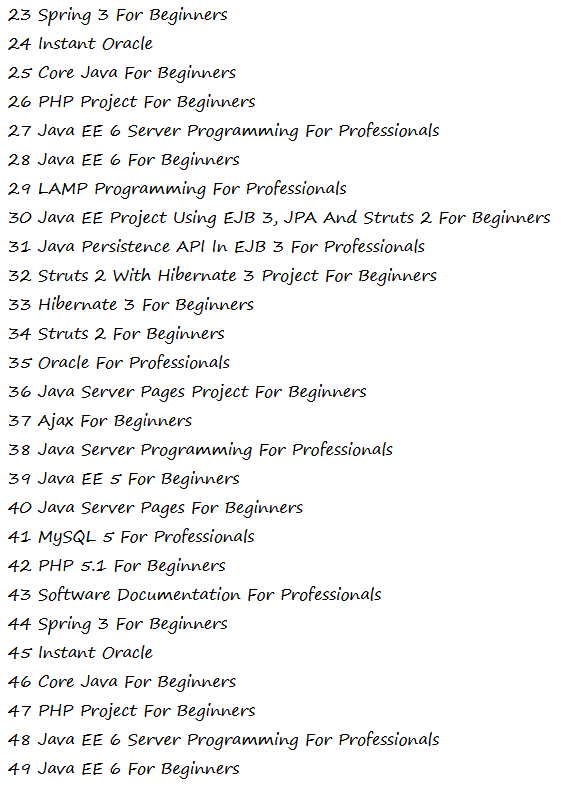 23 Spring 3 For Beginners
24 Instant Oracle
25 Core Java For Beginners
26 PHP Project For Beginners
27 Java EE 6 Server Programming For Professionals
28 Java EE 6 For Beginners
29 LAMP Programming For Professionals
30 Java EE Project Using EJB 3, JPA And Struts 2 For Beginners
31 Java Persistence API In EJB 3 For Professionals
32 Struts 2 With Hibernate 3 Project For Beginners
33 Hibernate 3 For Beginners
34 Struts 2 For Beginners
35 Oracle For Professionals
36 Java Server Pages Project For Beginners
37 Ajax For Beginners
38 Java Server Programming For Professionals
39 Java EE 5 For Beginners
40 Java Server Pages For Beginners
41 MySQL 5 For Professionals
42 PHP 5.1 For Beginners
43 Software Documentation For Professionals
44 Spring 3 For Beginners
45 Instant Oracle
46 Core Java For Beginners
47 PHP Project For Beginners
48 Java EE 6 Server Programming For Professionals
49 Java EE 6 For Beginners